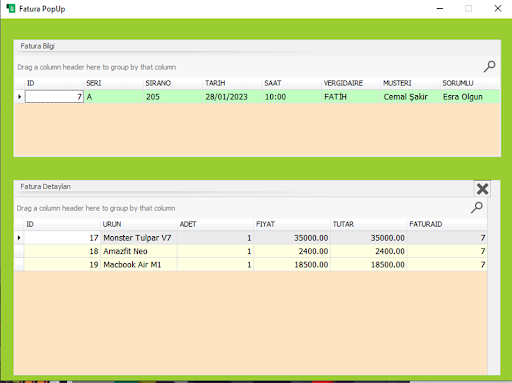 Fatura PopUp
Fatura Bilgi
Drag a column header here to group by that column
ID SERI SIRANO TARIH SAAT VERGIDAIRE MUSTERI SORUMLU
7 A 205 28/01/2023 10:00 FATİH Cemal Şakir Esra Olgun
Fatura Detayları
Drag a column header here to group by that column
ID URUN ADET FIYAT TUTAR FATURAID
17 Monster Tulpar V7 1 35000.00 35000.00 7
18 Amazfit Neo 1 2400.00 2400.00 7
19 Macbook Air M1 1 18500.00 18500.00 7